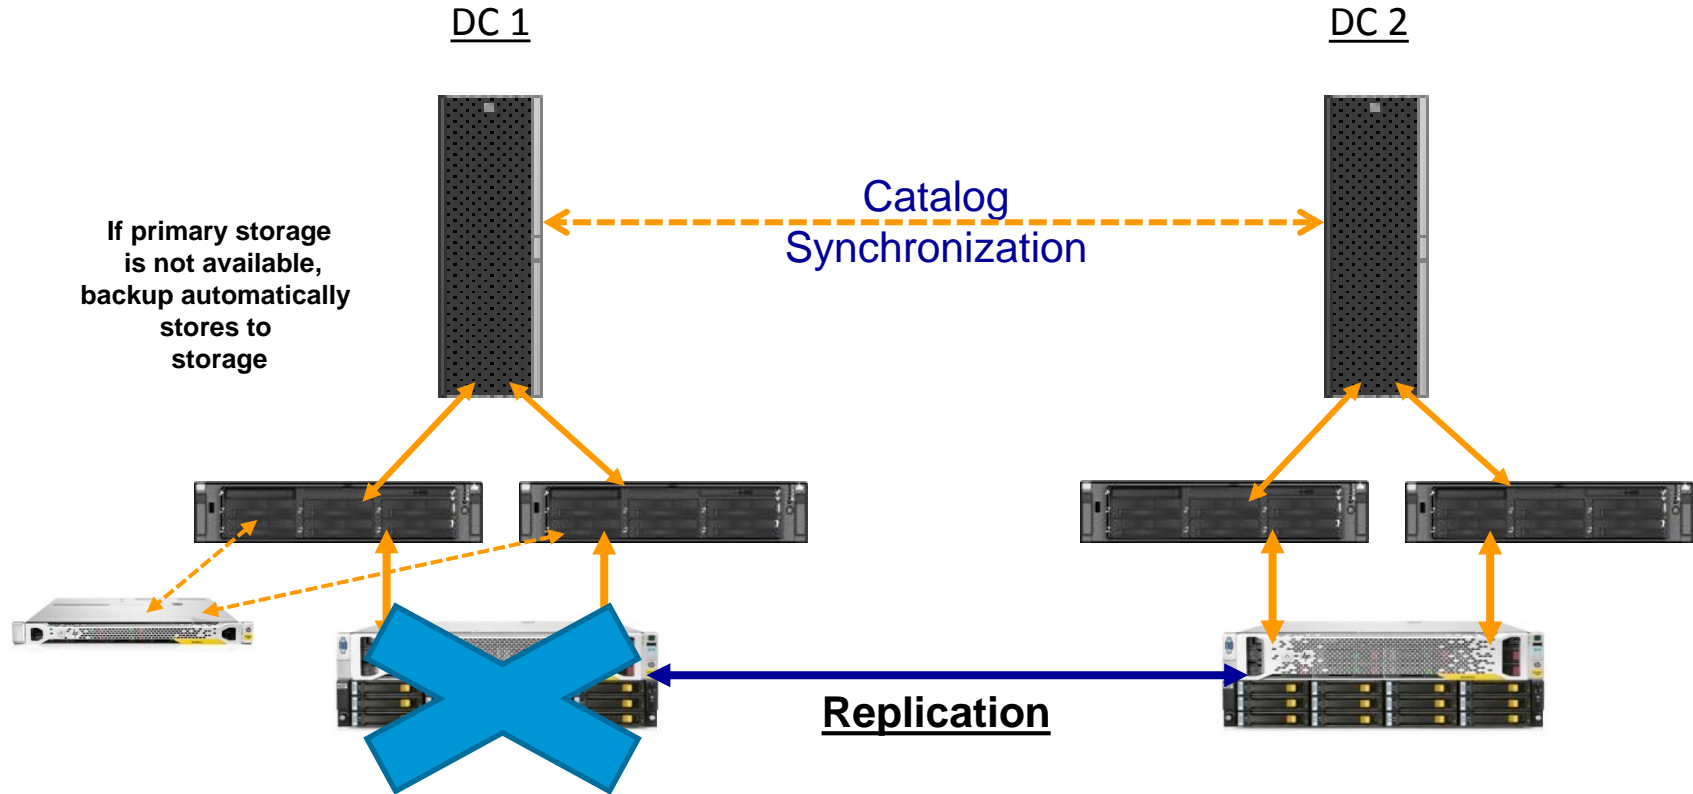 DC 1
DC 2
Catalog
Synchronization
If primary storage
is not available,
backup automatically
stores to
storage
Replication